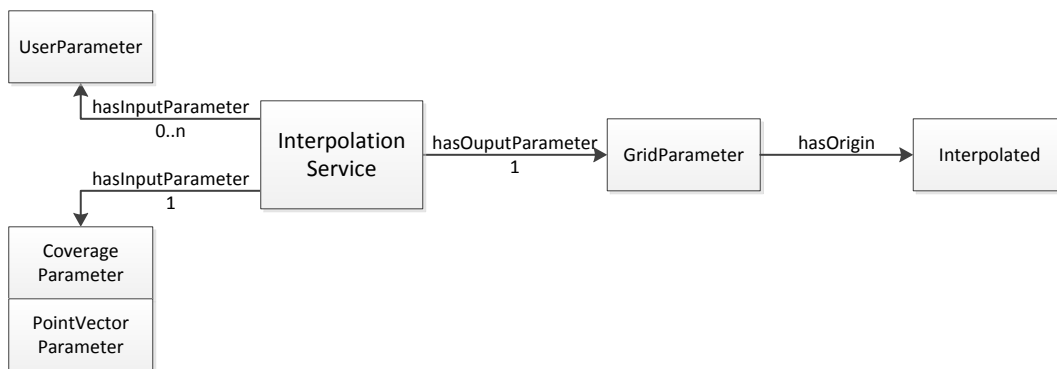 UserParameter
hasInputParameter
0..n
Interpolation
Service
hasOuputParameter
1
GridParameter
hasOrigin
Interpolated
hasInputParameter
1
Coverage
Parameter
PointVector
Parameter